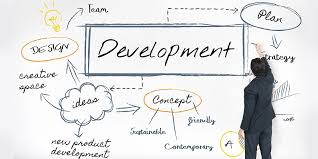 Team
Plan
DESIGN
Development
strategy
creative
space
ideas
Concept
Sustainable
friendly
Contemporary
new product
development
A